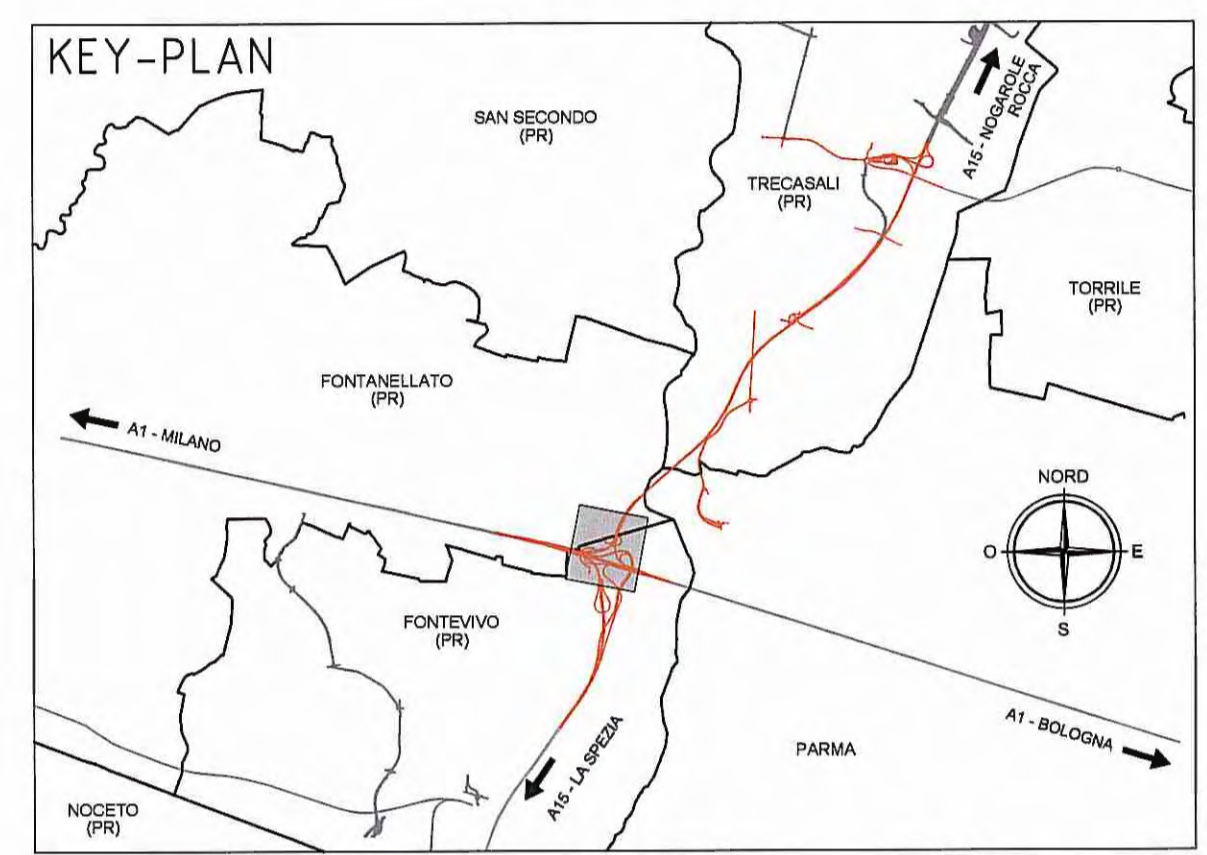 KEY-PLAN
SAN SECONDO
(PR)
A15 - NOGAROLE
ROCCA
TRECASALI
(PR)
TORRILE
(PR)
FONTANELLATO
(PR)
A1 - MILANO
NORD
O
E
S
FONTEVIVO
(PR)
A15 - LA SPEZIA
PARMA
A1 - BOLOGNA
NOCETO
(PR)